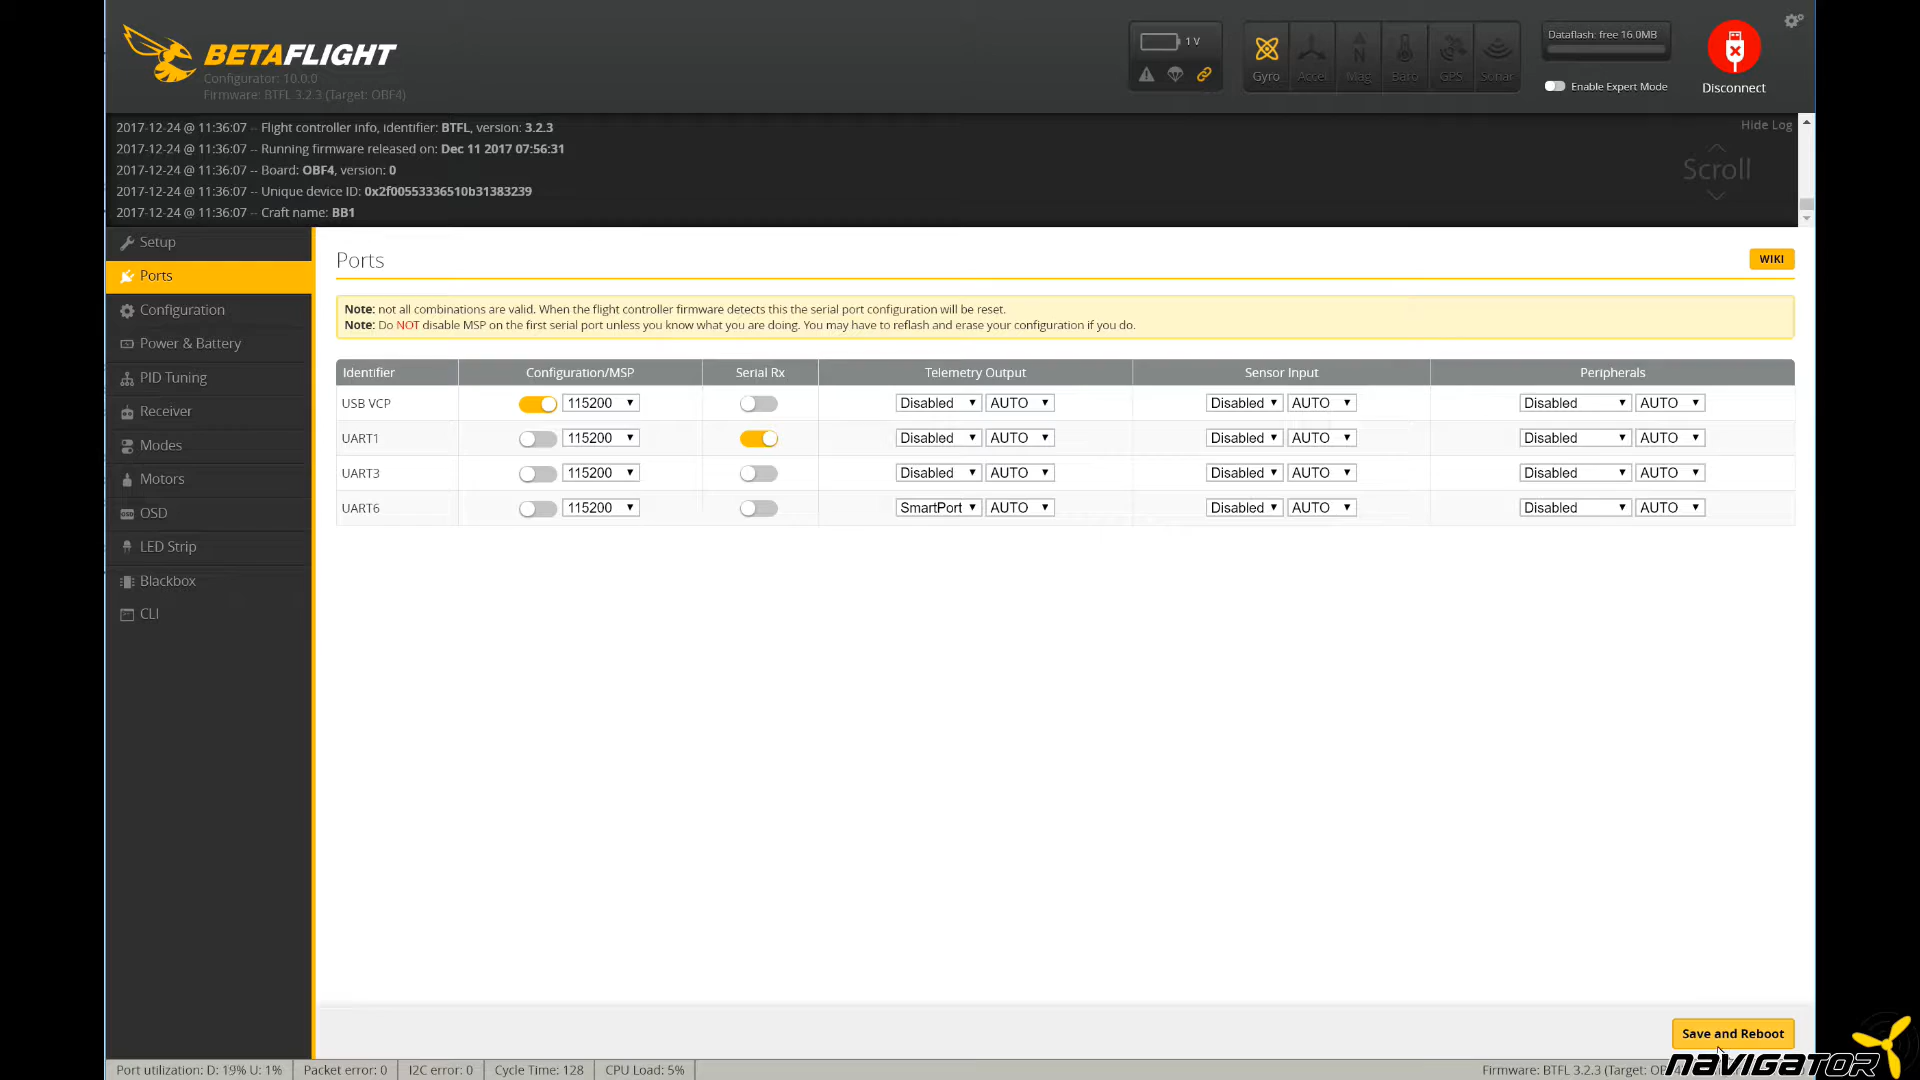 BETAFLIGHT
Configurator: 10.0.0
Firmware: BTFL 3.2.3 (Target: OBF4)
1 V
Gyro
Accel
Mag
Baro
GPS
Sonar
Dataflash: free 16.0MB
Enable Expert Mode
Disconnect
2017-12-24 @ 11:36:07 -- Flight controller info, identifier: BTFL, version: 3.2.3
2017-12-24 @ 11:36:07 -- Running firmware released on: Dec 11 2017 07:56:31
2017-12-24 @ 11:36:07 -- Board: OBF4, version: 0
2017-12-24 @ 11:36:07 -- Unique device ID: 0x2f00553336510b31383239
2017-12-24 @ 11:36:07 -- Craft name: BB1
Hide Log
Scroll
Setup
Ports
Configuration
Power & Battery
PID Tuning
Receiver
Modes
Motors
OSD
LED Strip
Blackbox
CLI
Ports
WIKI
Note: not all combinations are valid. When the flight controller firmware detects this the serial port configuration will be reset.
Note: Do NOT disable MSP on the first serial port unless you know what you are doing. You may have to reflash and erase your configuration if you do.
Identifier Configuration/MSP Serial Rx Telemetry Output Sensor Input Peripherals
USB VCP 115200 Disabled AUTO Disabled AUTO Disabled AUTO
UART1 115200 Disabled AUTO Disabled AUTO Disabled AUTO
UART3 115200 Disabled AUTO Disabled AUTO Disabled AUTO
UART6 115200 SmartPort AUTO Disabled AUTO Disabled AUTO
Save and Reboot
Port utilization: D: 19% U: 1% Packet error: 0 I2C error: 0 Cycle Time: 128 CPU Load: 5% Firmware: BTFL 3.2.3 (Target:
NAVIGATOR